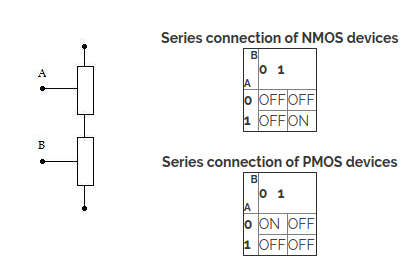 Series connection of NMOS devices
B
0 1
A
0 OFF OFF
1 OFF ON
A
B
Series connection of PMOS devices
B
0 1
A
0 ON OFF
1 OFF OFF